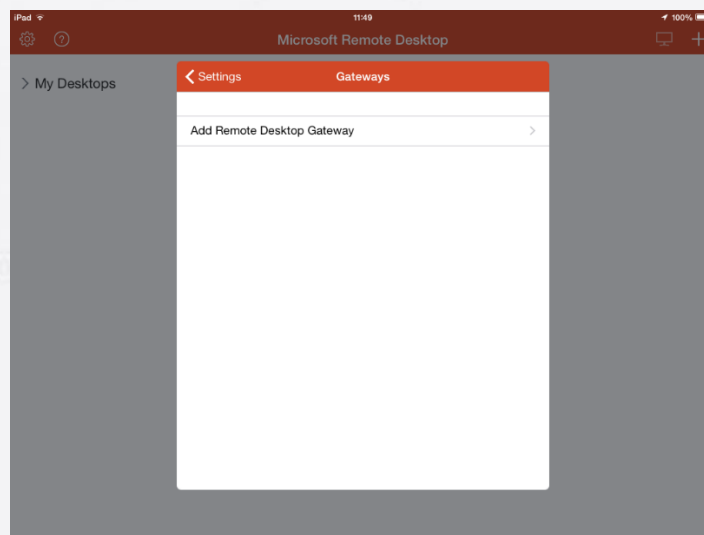 iPad 11:49 100%
Microsoft Remote Desktop
My Desktops
Settings Gateways
Add Remote Desktop Gateway